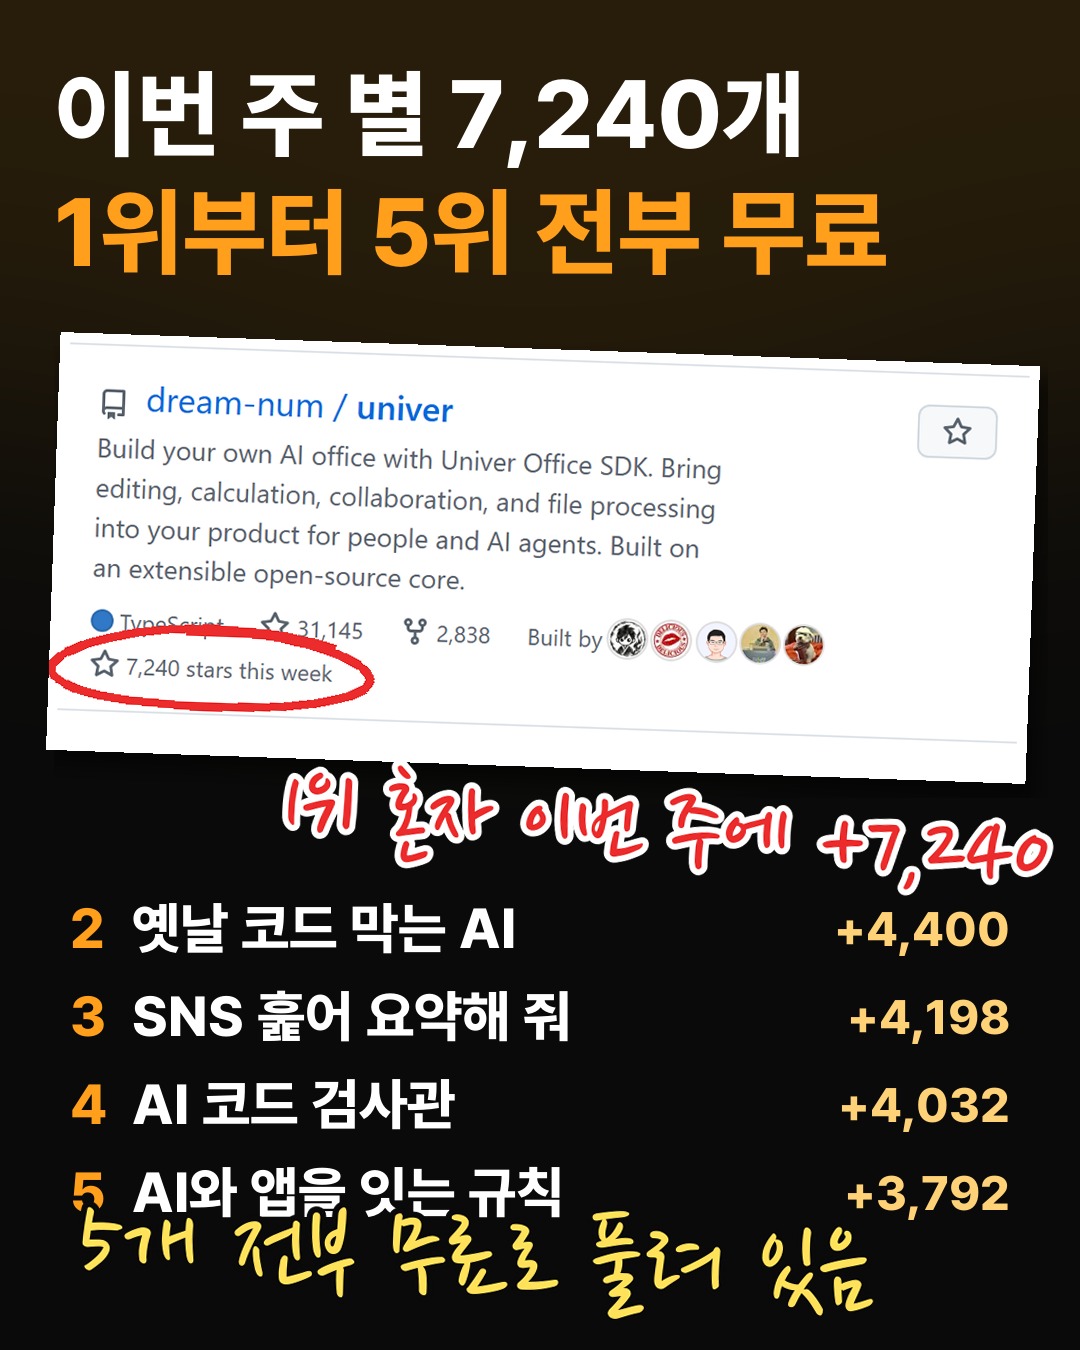 이번 주 별 7,240개
1위부터 5위 전부 무료
dream-num / univer
Build your own AI office with Univer Office SDK. Bring
editing, calculation, collaboration, and file processing
into your product for people and AI agents. Built on
an extensible open-source core.
TypeScript 31,145 2,838 Built by
7,240 stars this week
1위 혼자 이번 주에 +7,240
2 옛날 코드 막는 AI +4,400
3 SNS 훑어 요약해 줘 +4,198
4 AI 코드 검사관 +4,032
5 AI와 앱을 잇는 규칙 +3,792
5개 전부 무료로 풀려 있음